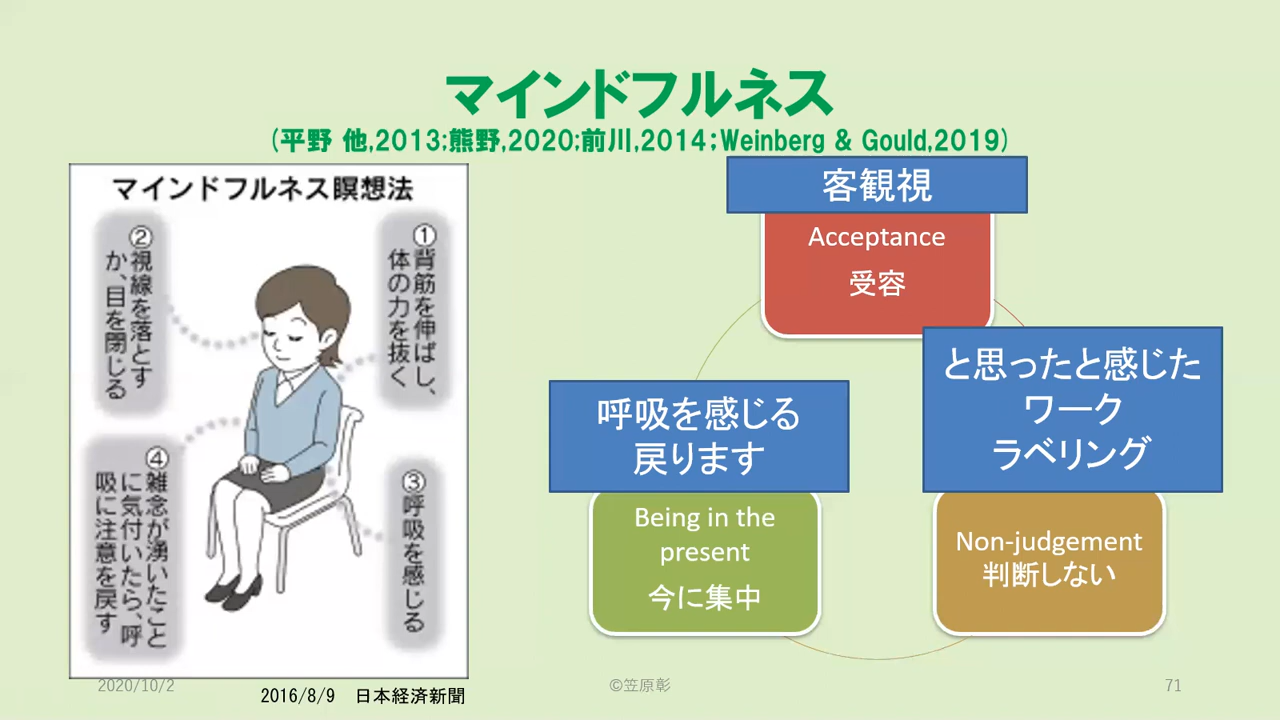 マインドフルネス
(平野 他,2013;熊野,2020;前川,2014;Weinberg & Gould,2019)
マインドフルネス瞑想法
①背筋を伸ばし、
体の力を抜く
②視線を落とす
か、目を閉じる
③呼吸を感じる
④雑念が湧いたこと
に気付いたら、呼
吸に注意を戻す
2016/8/9 日本経済新聞
客観視
Acceptance
受容
と思ったと感じた
ワーク
ラベリング
Non-judgement
判断しない
呼吸を感じる
戻ります
Being in the
present
今に集中
2020/10/2
©笠原彰
71